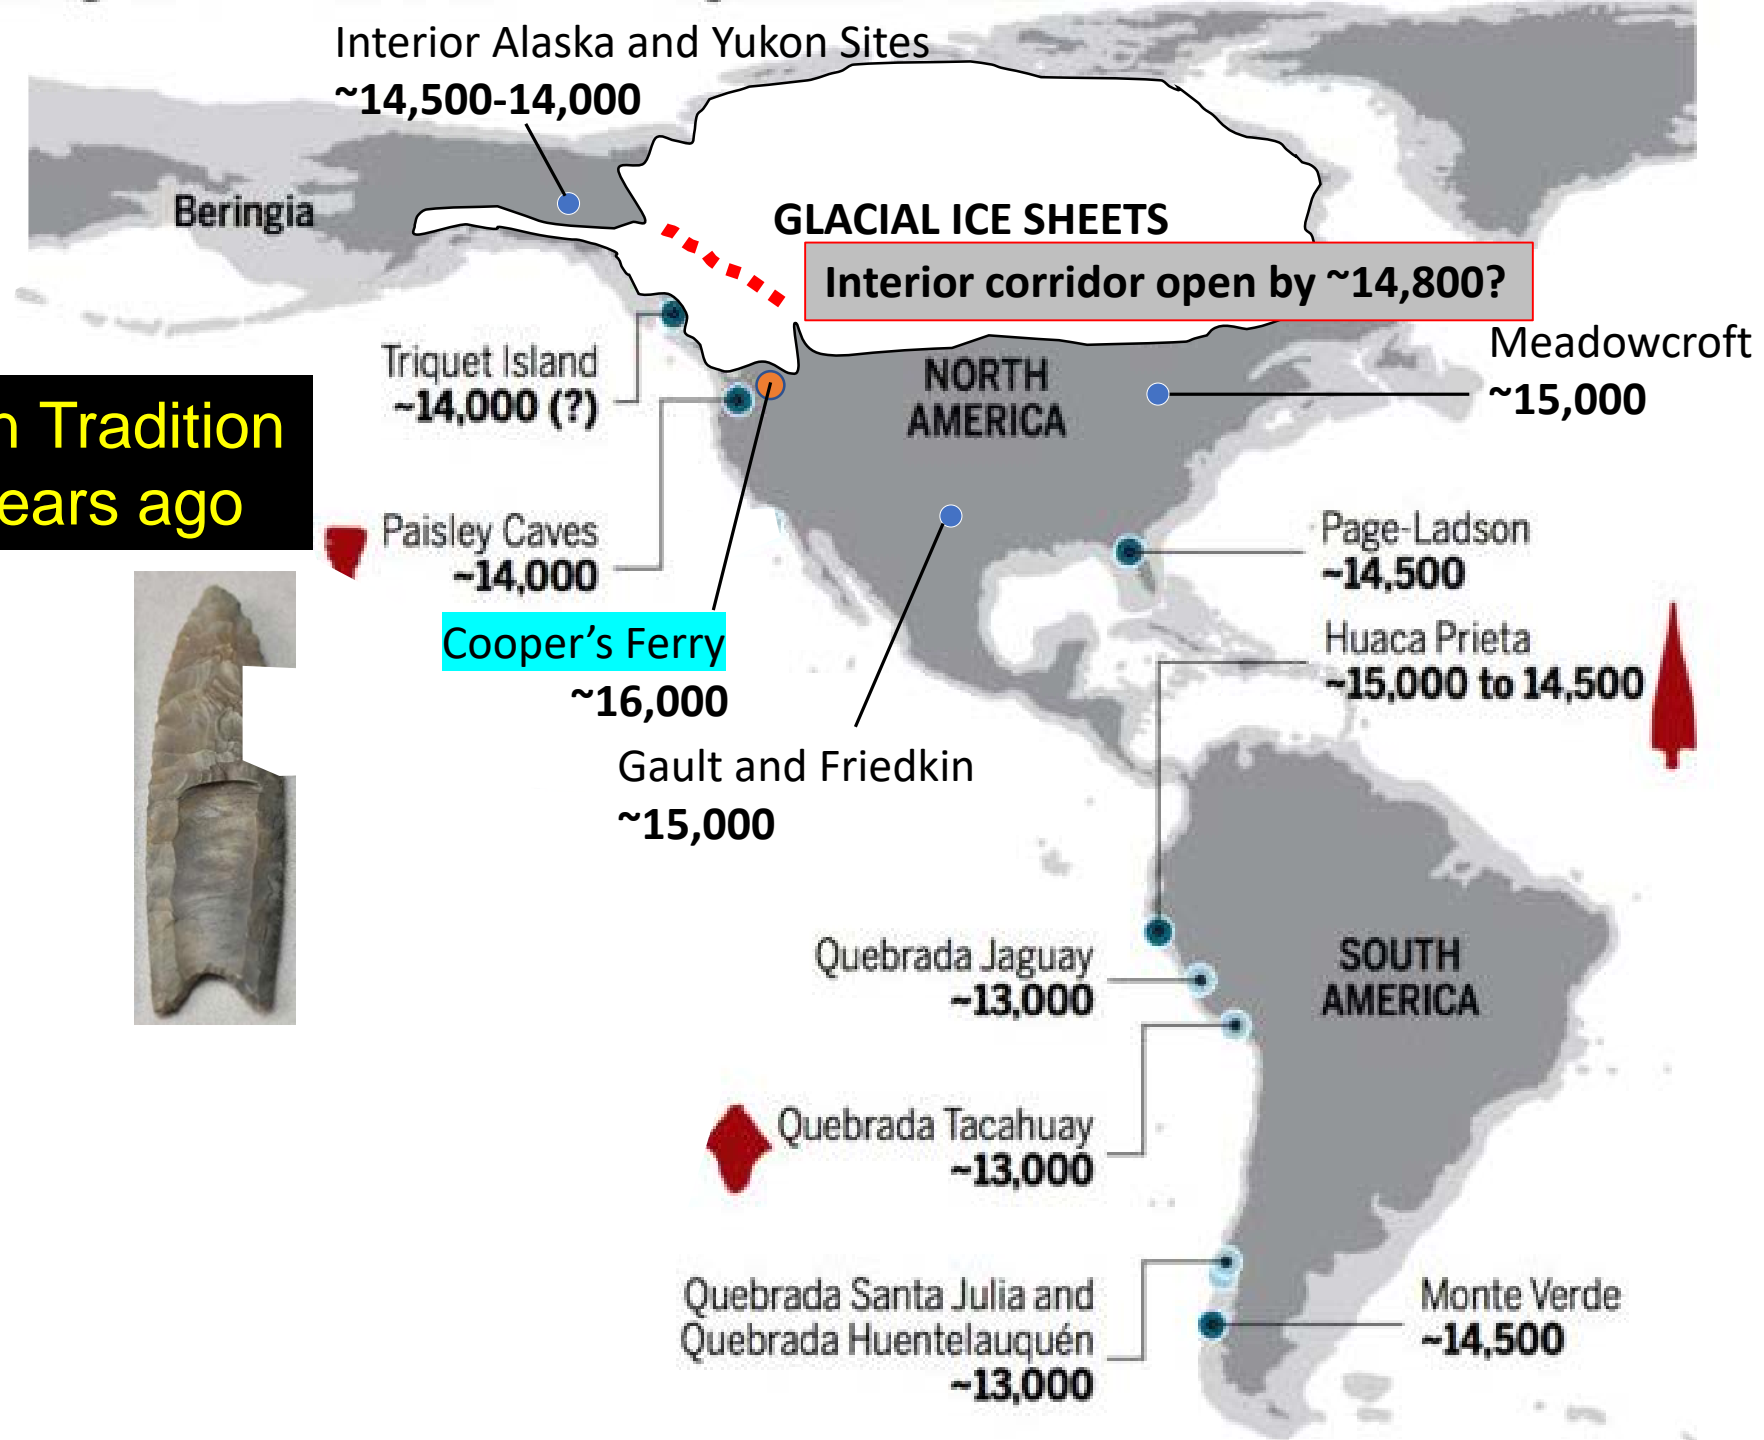 Interior Alaska and Yukon Sites
~14,500-14,000
Beringia
GLACIAL ICE SHEETS
Interior corridor open by ~14,800?
Meadowcroft
~15,000
Triquet Island
~14,000 (?)
NORTH
AMERICA
Tradition
ago
Paisley Caves
~14,000
Page-Ladson
~14,500
Cooper’s Ferry
~16,000
Huaca Prieta
~15,000 to 14,500
Gault and Friedkin
~15,000
Quebrada Jaguay
~13,000
SOUTH
AMERICA
Quebrada Tacahuay
~13,000
Quebrada Santa Julia and
Quebrada Huentelauquén
~13,000
Monte Verde
~14,500